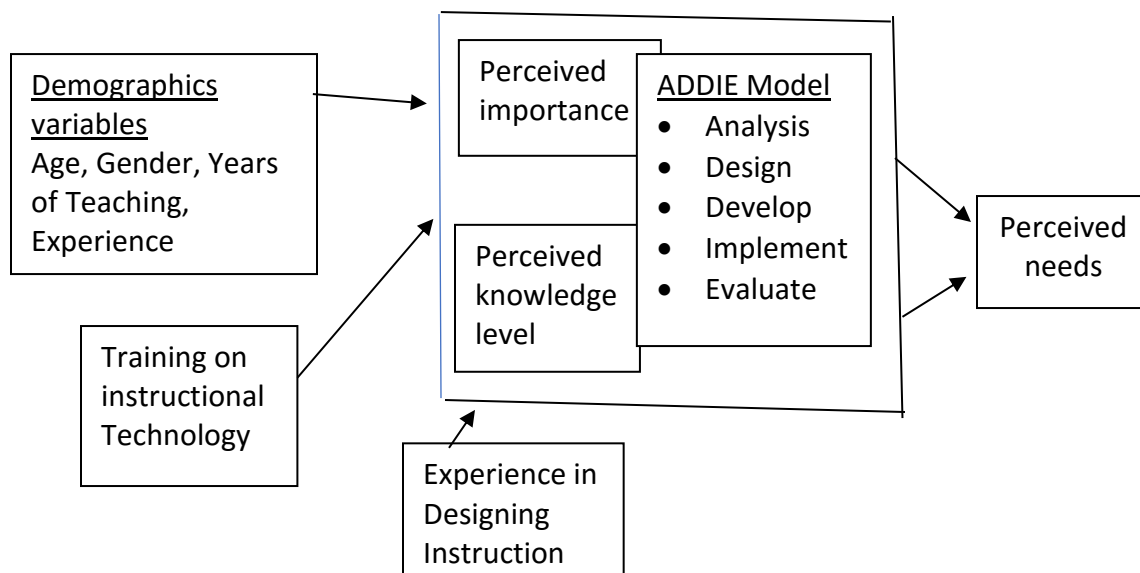 Demographics
variables
Age, Gender, Years
of Teaching,
Experience
Training on
instructional
Technology
Perceived
importance
Perceived
knowledge
level
ADDIE Model
• Analysis
• Design
• Develop
• Implement
• Evaluate
Experience in
Designing
Instruction
Perceived
needs